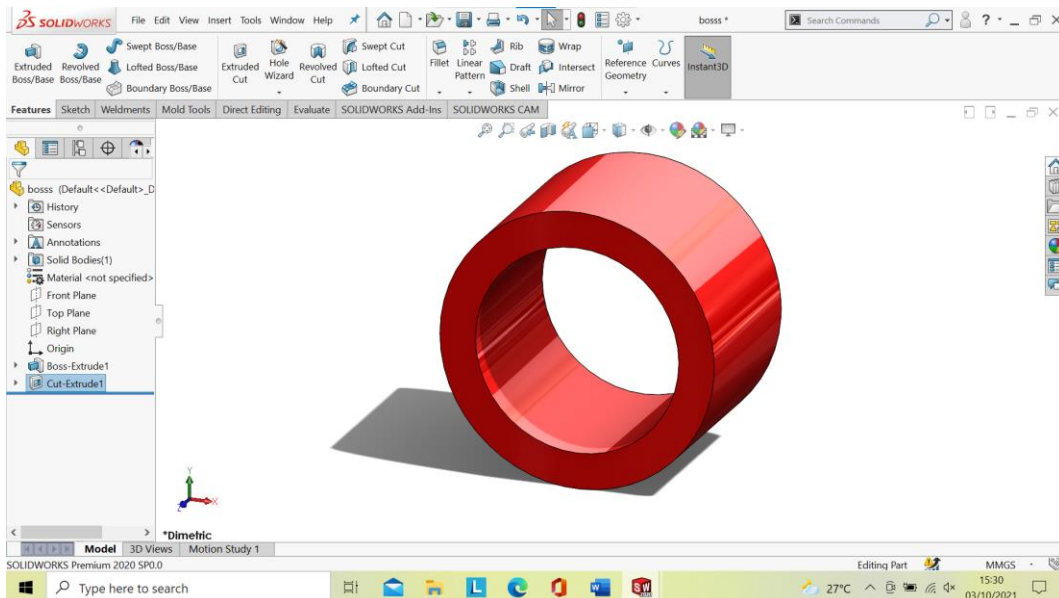 SOLIDWORKS File Edit View Insert Tools Window Help bosss * Search Commands ?
Extruded Boss/Base Revolved Boss/Base Swept Boss/Base Lofted Boss/Base Boundary Boss/Base Extruded Cut Hole Wizard Revolved Cut Swept Cut Lofted Cut Boundary Cut Fillet Linear Pattern Rib Draft Shell Wrap Intersect Mirror Reference Geometry Curves Instant3D
Features Sketch Weldments Mold Tools Direct Editing Evaluate SOLIDWORKS Add-Ins SOLIDWORKS CAM
bosss (Default<<Default>_D
History
Sensors
Annotations
Solid Bodies(1)
Material <not specified>
Front Plane
Top Plane
Right Plane
Origin
Boss-Extrude1
Cut-Extrude1
Y
X
Z
*Dimetric
Model 3D Views Motion Study 1
SOLIDWORKS Premium 2020 SP0.0 Editing Part MMGS
Type here to search 27°C 15:30
03/10/2021